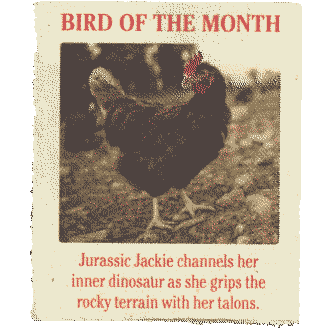 BIRD OF THE MONTH
Jurassic Jackie channels her
inner dinosaur as she grips the
rocky terrain with her talons.